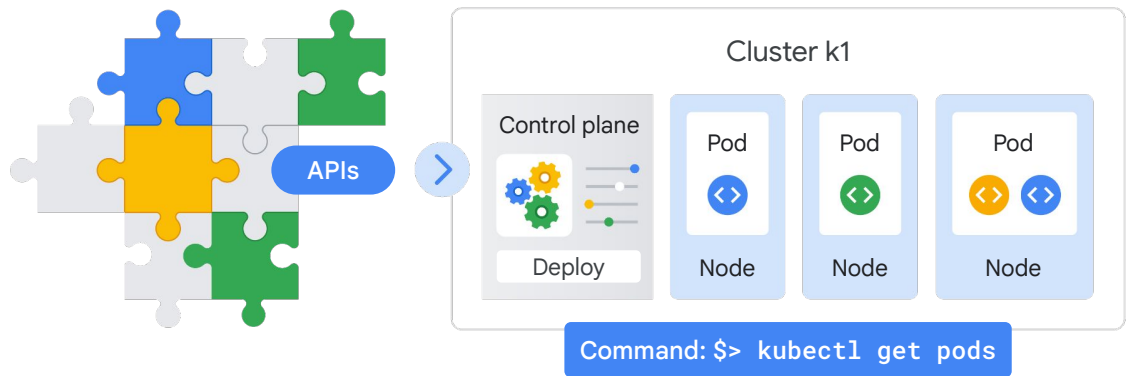 APIs
Cluster k1
Control plane
Deploy
Pod
<>
Node
Pod
<>
Node
Pod
<> <>
Node
Command: $> kubectl get pods